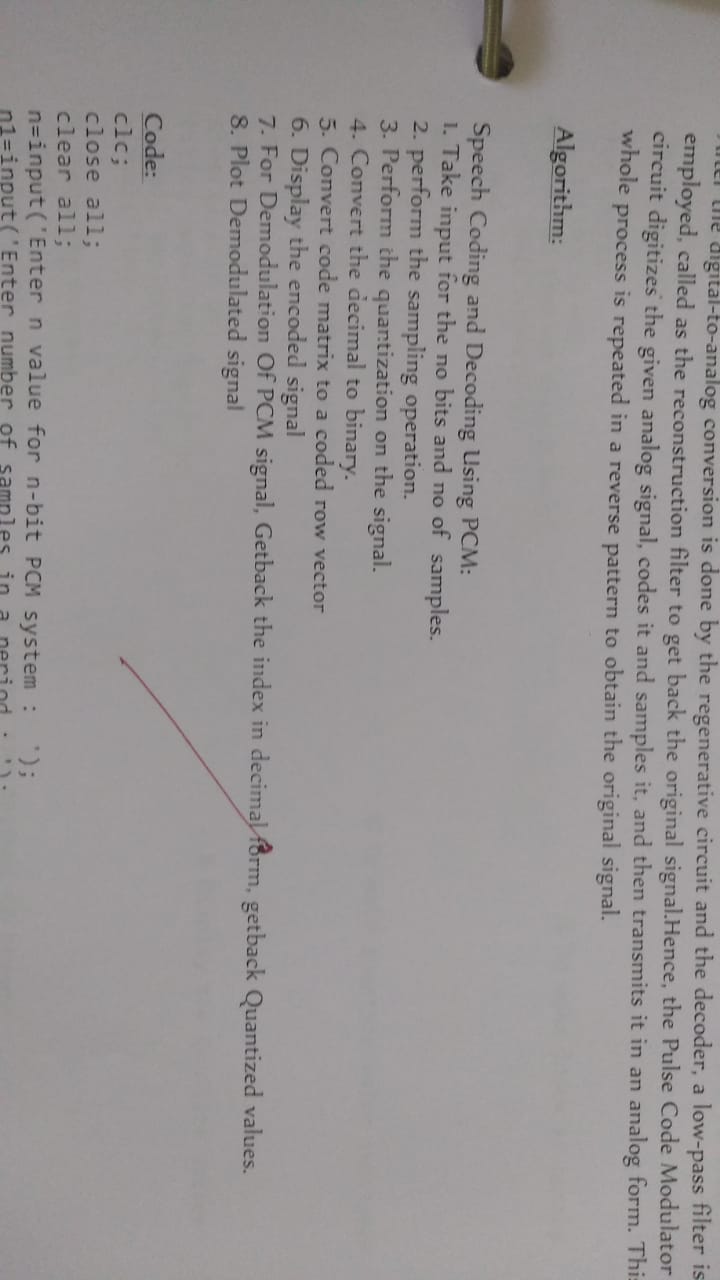 After the digital-to-analog conversion is done by the regenerative circuit and the decoder, a low-pass filter is
employed, called as the reconstruction filter to get back the original signal.Hence, the Pulse Code Modulator
circuit digitizes the given analog signal, codes it and samples it, and then transmits it in an analog form. This
whole process is repeated in a reverse pattern to obtain the original signal.
Algorithm:
Speech Coding and Decoding Using PCM:
1. Take input for the no bits and no of samples.
2. perform the sampling operation.
3. Perform the quantization on the signal.
4. Convert the decimal to binary.
5. Convert code matrix to a coded row vector
6. Display the encoded signal
7. For Demodulation Of PCM signal, Getback the index in decimal form, getback Quantized values.
8. Plot Demodulated signal
Code:
clc;
close all;
clear all;
n=input('Enter n value for n-bit PCM system :  ');
n1=input('Enter number of samples in a period : ');